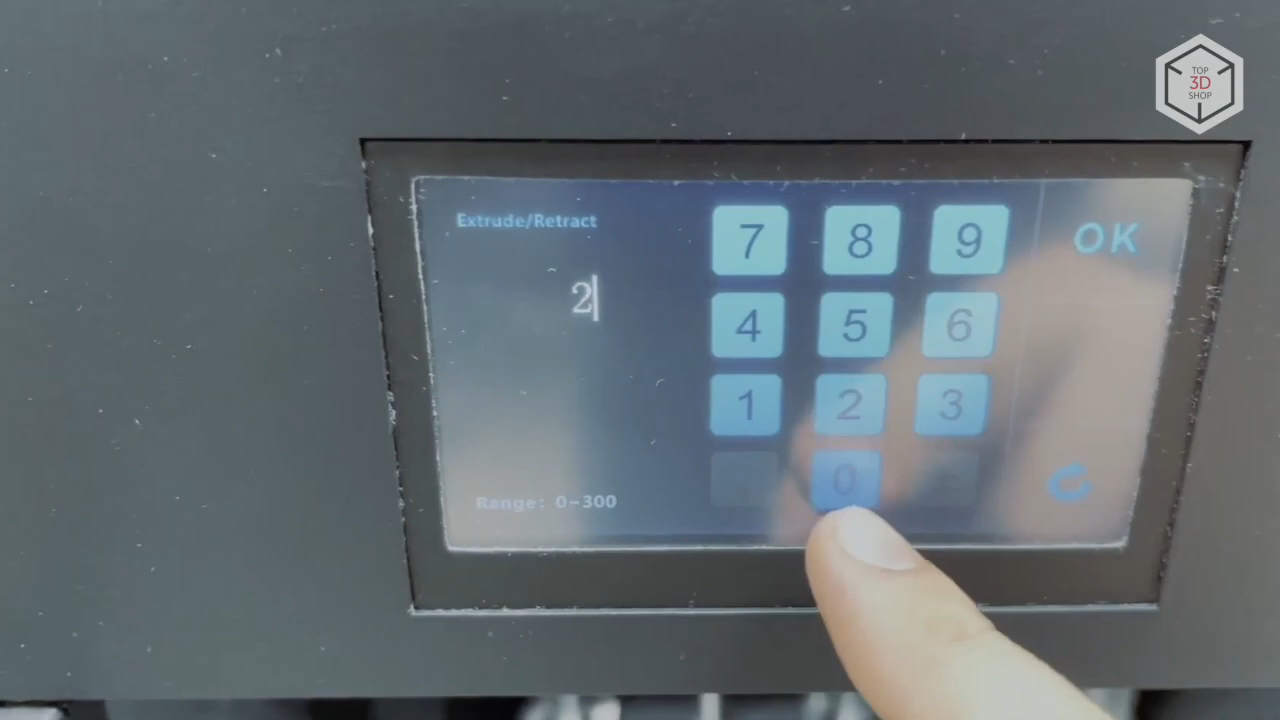 TOP
3D
SHOP
Extrude/Retract
2
7 8 9 OK
4 5 6
1 2 3
0
Range: 0-300